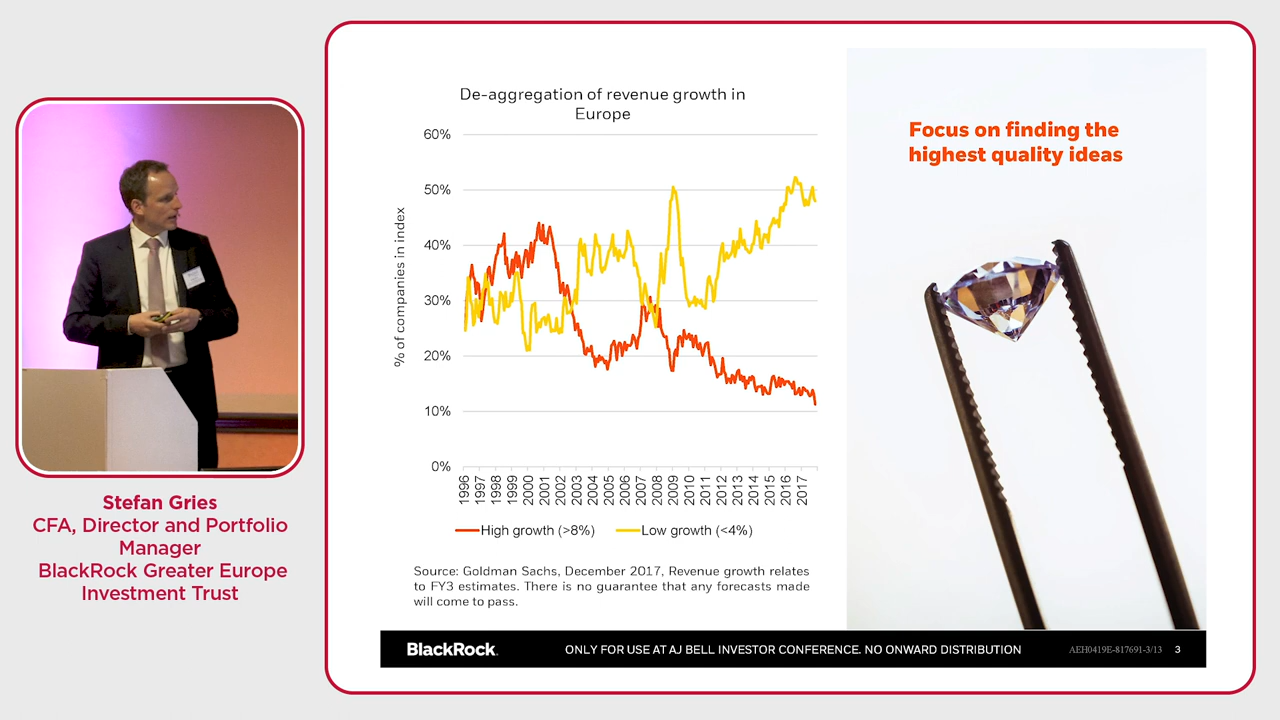 De-aggregation of revenue growth in
Europe
60%
50%
40%
30%
20%
10%
0%
% of companies in index
1996
1997
1998
1999
2000
2001
2002
2003
2004
2005
2006
2007
2008
2009
2010
2011
2012
2013
2014
2015
2016
2017
High growth (>8%)
Low growth (<4%)
Source: Goldman Sachs, December 2017, Revenue growth relates
to FY3 estimates. There is no guarantee that any forecasts made
will come to pass.
Focus on finding the
highest quality ideas
BlackRock.
ONLY FOR USE AT AJ BELL INVESTOR CONFERENCE. NO ONWARD DISTRIBUTION
AEH0419E-817691-3/13
3
Stefan Gries
CFA, Director and Portfolio
Manager
BlackRock Greater Europe
Investment Trust